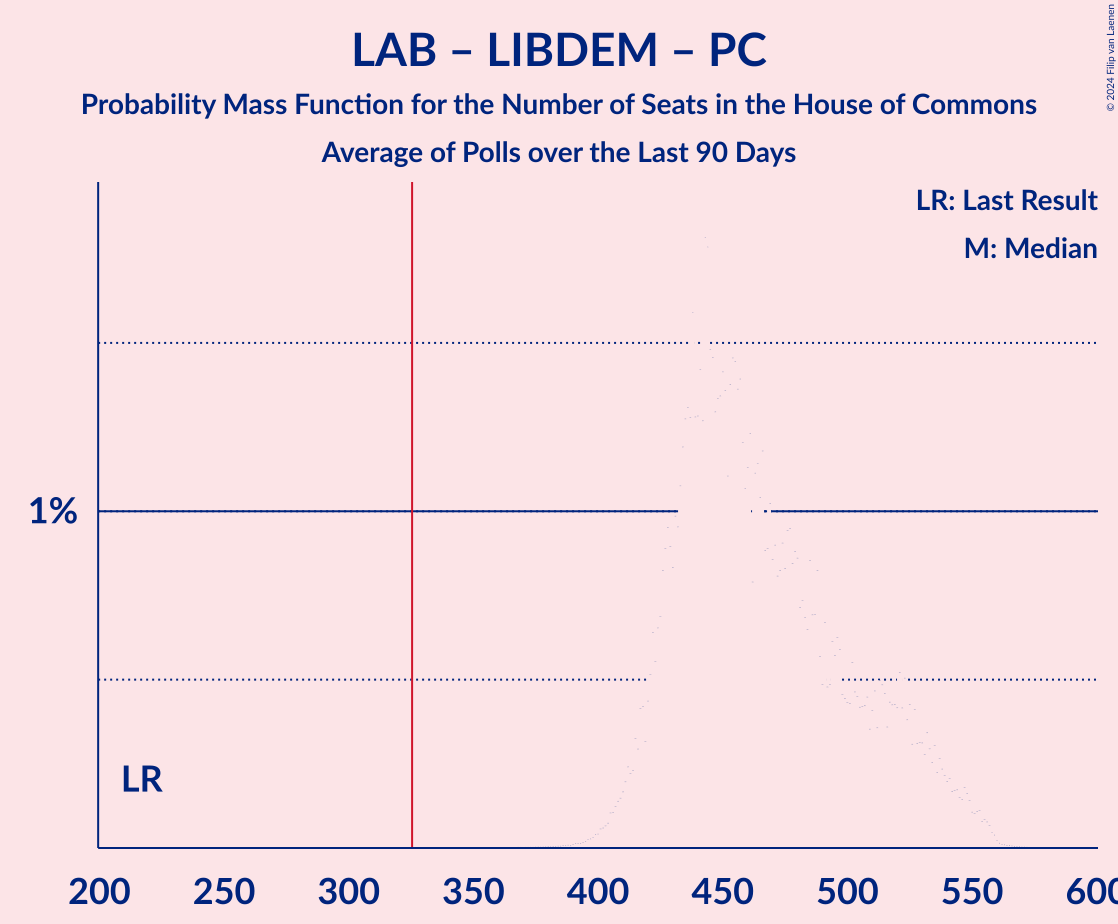 LAB – LIBDEM – PC
Probability Mass Function for the Number of Seats in the House of Commons
Average of Polls over the Last 90 Days
© 2024 Filip van Laenen
LR: Last Result
M: Median
1%
LR
200 250 300 350 400 450 500 550 600